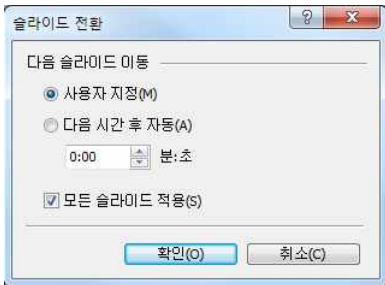 슬라이드 전환
다음 슬라이드 이동
사용자 지정(M)
다음 시간 후 자동(A)
0:00 분:초
모든 슬라이드 적용(S)
확인(O) 취소(C)